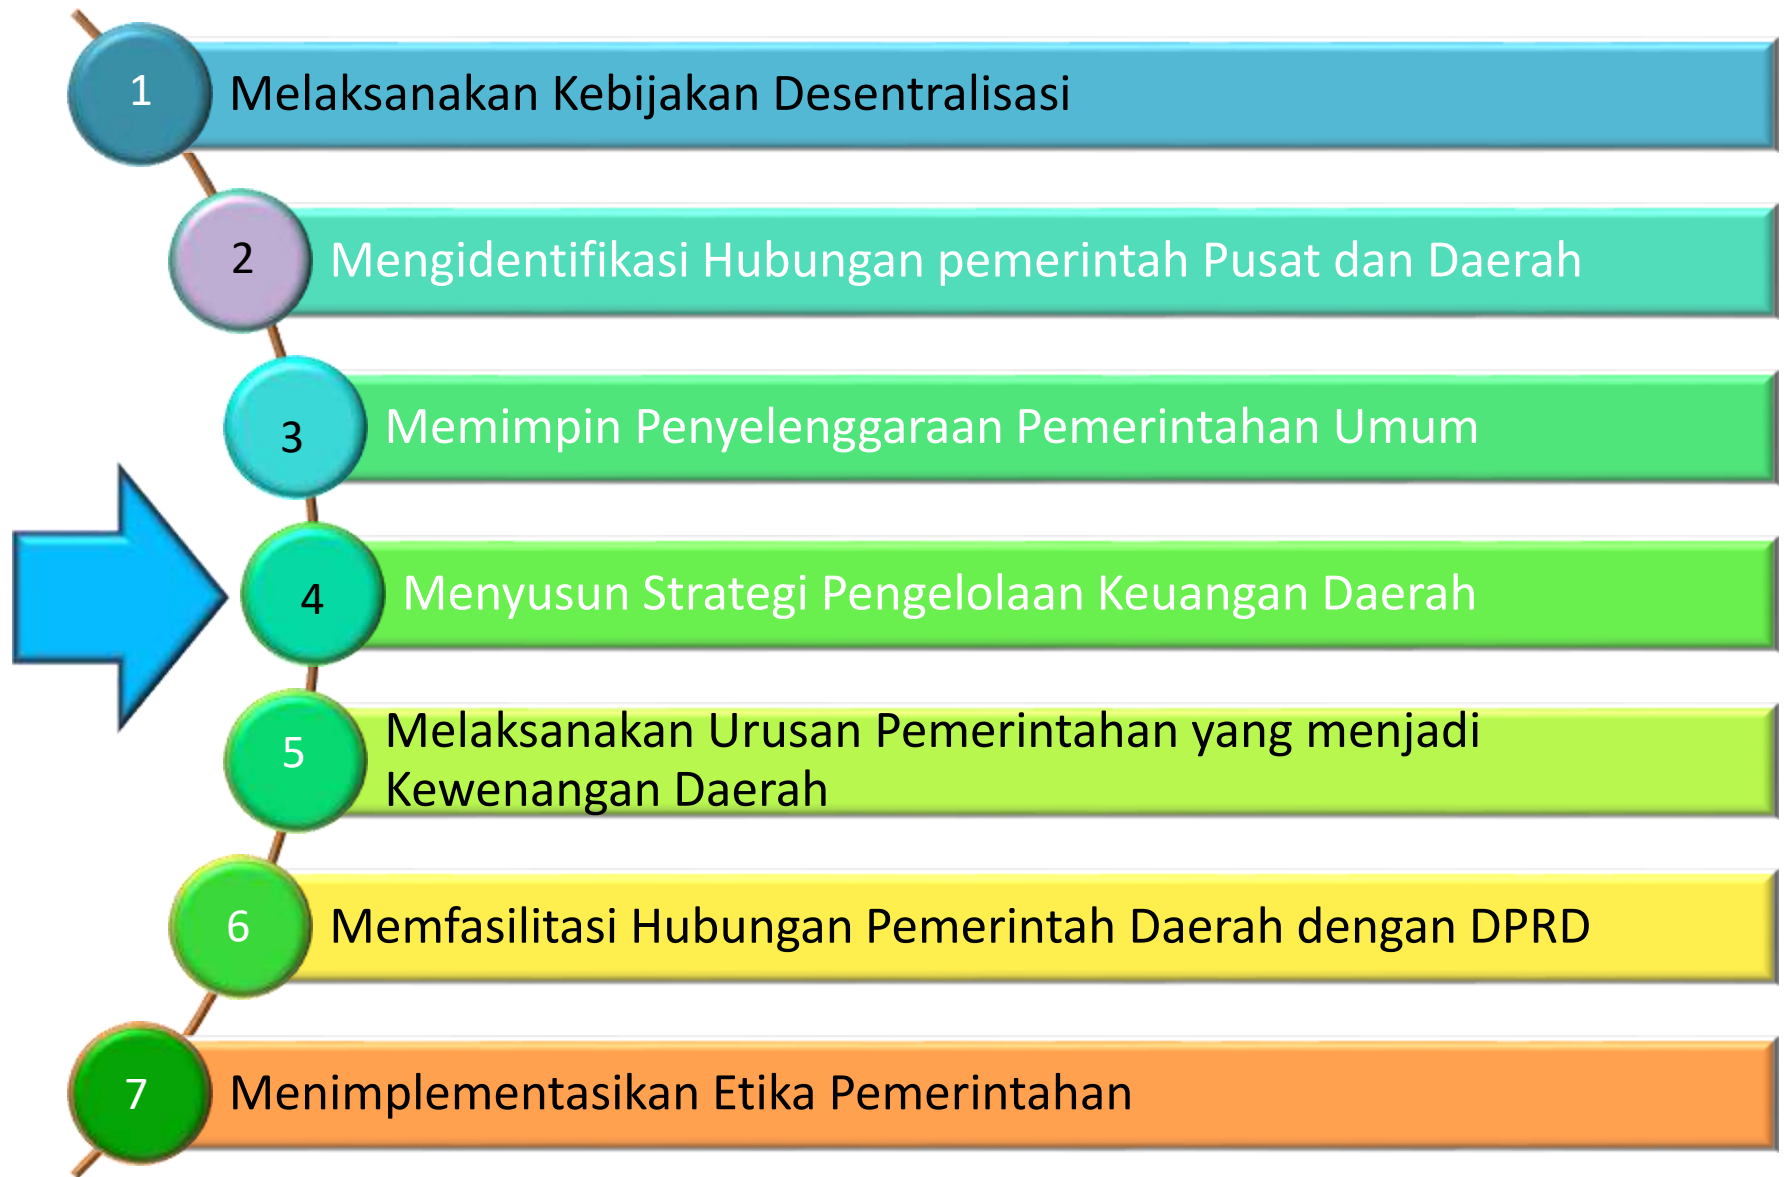 1
Melaksanakan Kebijakan Desentralisasi
2
Mengidentifikasi Hubungan pemerintah Pusat dan Daerah
3
Memimpin Penyelenggaraan Pemerintahan Umum
4
Menyusun Strategi Pengelolaan Keuangan Daerah
5
Melaksanakan Urusan Pemerintahan yang menjadi
Kewenangan Daerah
6
Memfasilitasi Hubungan Pemerintah Daerah dengan DPRD
7
Menimplementasikan Etika Pemerintahan